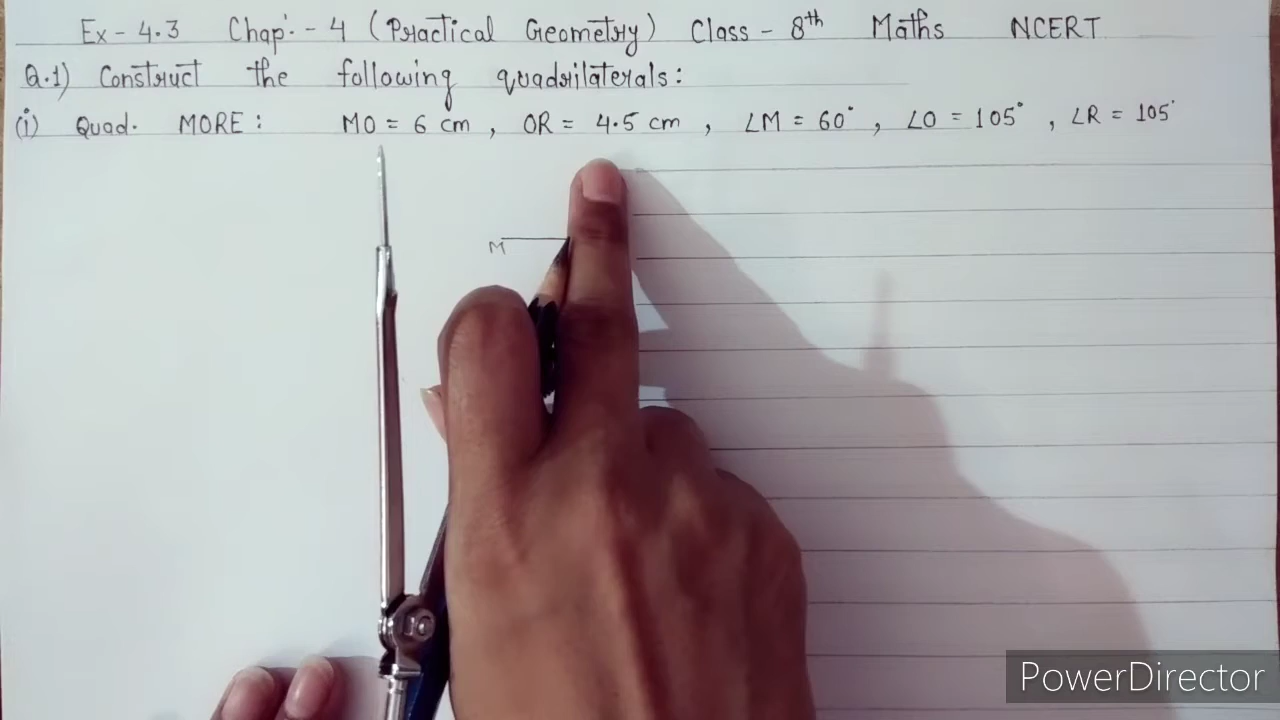 Ex - 4.3 Chap: - 4 (Practical Geometry) Class - 8th Maths NCERT
Q.1) Construct the following quadrilaterals:
(i) Quad. MORE: MO = 6 cm, OR = 4.5 cm, ∠M = 60°, ∠O = 105°, ∠R = 105°
M
PowerDirector